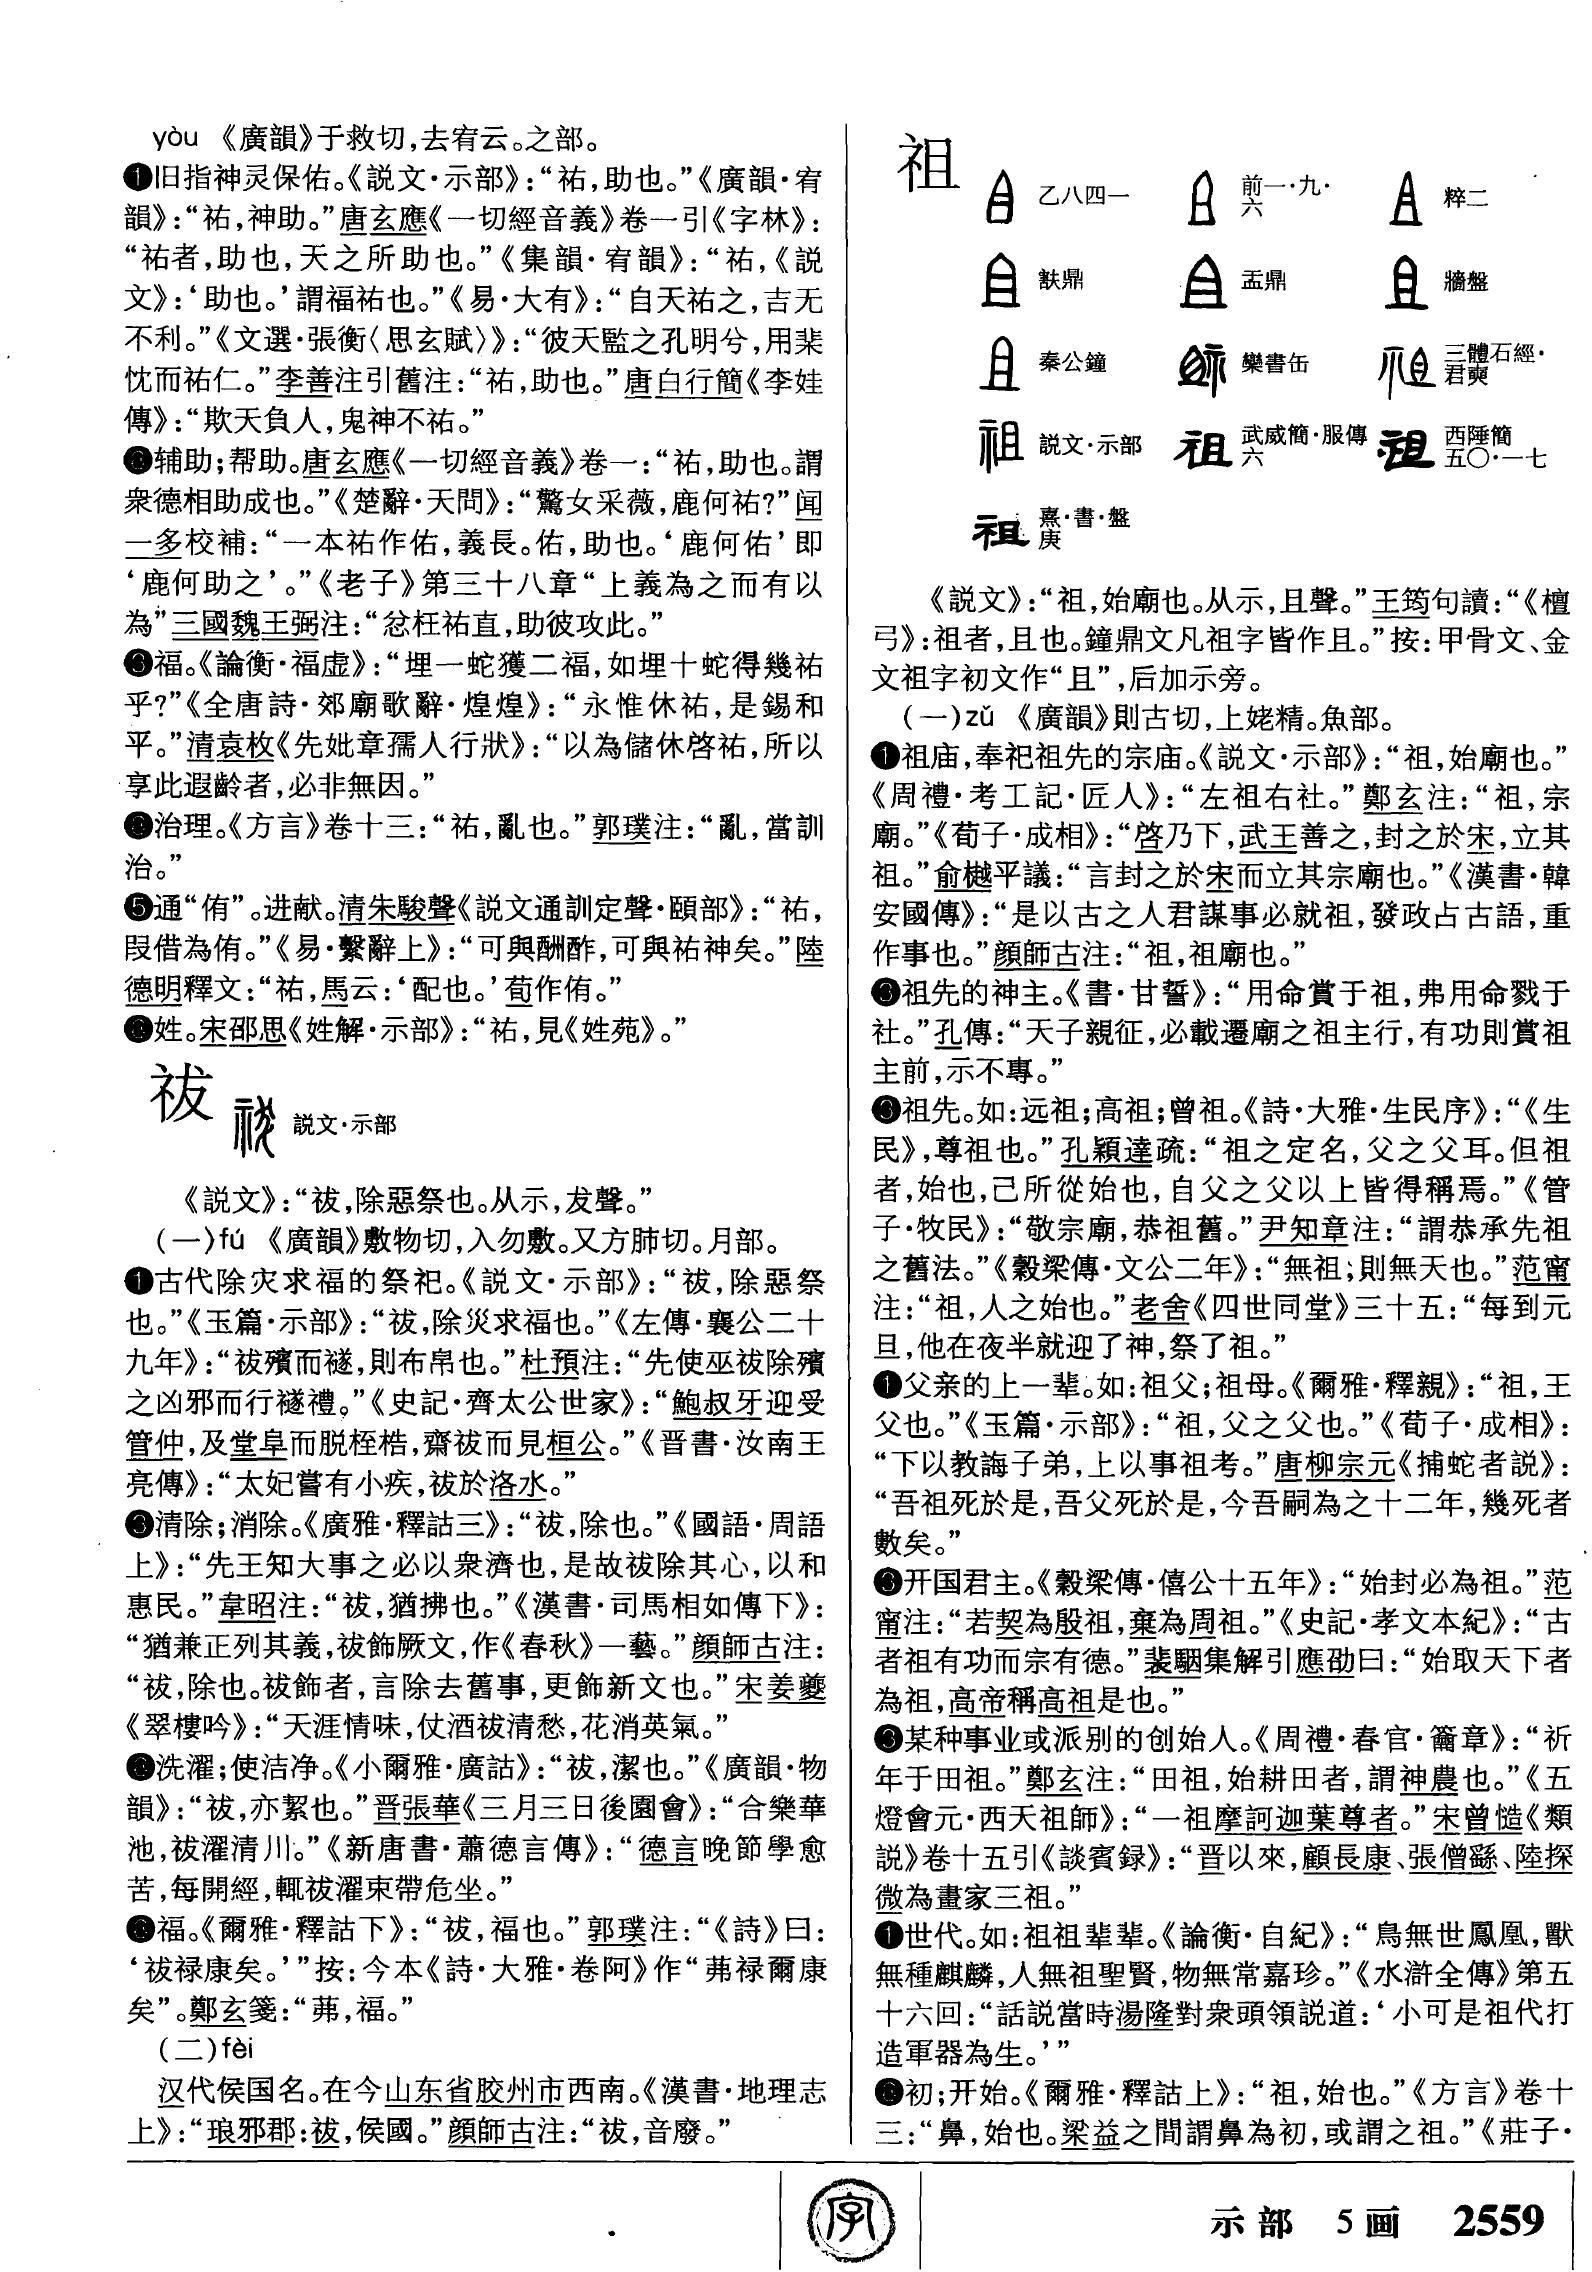 yòu 《廣韻》于救切,去宥云。之部。
❶旧指神灵保佑。《説文·示部》:“祐,助也。”《廣韻·宥
韻》:“祐,神助。”唐玄應《一切經音義》卷一引《字林》:
“祐者,助也,天之所助也。”《集韻·宥韻》:“祐,《説
文》:‘助也。’謂福祐也。”《易·大有》:“自天祐之,吉无
不利。”《文選·張衡〈思玄賦〉》:“彼天監之孔明兮,用棐
忱而祐仁。”李善注引舊注:“祐,助也。”唐白行簡《李娃
傳》:“欺天負人,鬼神不祐。”
❷辅助;帮助。唐玄應《一切經音義》卷一:“祐,助也。謂
衆德相助成也。”《楚辭·天問》:“驚女采薇,鹿何祐?”闻
一多校補:“一本祐作佑,義長。佑,助也。‘鹿何佑’即
‘鹿何助之’。”《老子》第三十八章“上義為之而有以
為”三國魏王弼注:“忿枉祐直,助彼攻此。”
❸福。《論衡·福虚》:“埋一蛇獲二福,如埋十蛇得幾祐
乎?”《全唐詩·郊廟歌辭·煌煌》:“永惟休祐,是錫和
平。”清袁枚《先妣章孺人行狀》:“以為儲休啓祐,所以
享此遐齡者,必非無因。”
❹治理。《方言》卷十三:“祐,亂也。”郭璞注:“亂,當訓
治。”
❺通“侑”。进献。清朱駿聲《説文通訓定聲·頤部》:“祐,
叚借為侑。”《易·繫辭上》:“可與酬酢,可與祐神矣。”陸
德明釋文:“祐,馬云:‘配也。’荀作侑。”
❻姓。宋邵思《姓解·示部》:“祐,見《姓苑》。”
祓 説文·示部
《説文》:“祓,除惡祭也。从示,犮聲。”
(一)fú 《廣韻》敷物切,入勿敷。又方肺切。月部。
❶古代除灾求福的祭祀。《説文·示部》:“祓,除惡祭
也。”《玉篇·示部》:“祓,除災求福也。”《左傳·襄公二十
九年》:“祓殯而襚,則布帛也。”杜預注:“先使巫祓除殯
之凶邪而行襚禮。”《史記·齊太公世家》:“鮑叔牙迎受
管仲,及堂阜而脱桎梏,齋祓而見桓公。”《晋書·汝南王
亮傳》:“太妃嘗有小疾,祓於洛水。”
❷清除;消除。《廣雅·釋詁三》:“祓,除也。”《國語·周語
上》:“先王知大事之必以衆濟也,是故祓除其心,以和
惠民。”韋昭注:“祓,猶拂也。”《漢書·司馬相如傳下》:
“猶兼正列其義,祓飾厥文,作《春秋》一藝。”顔師古注:
“祓,除也。祓飾者,言除去舊事,更飾新文也。”宋姜夔
《翠樓吟》:“天涯情味,仗酒祓清愁,花消英氣。”
❸洗濯;使洁净。《小爾雅·廣詁》:“祓,潔也。”《廣韻·物
韻》:“祓,亦絜也。”晋張華《三月三日後園會》:“合樂華
池,祓濯清川。”《新唐書·蕭德言傳》:“德言晚節學愈
苦,每開經,輒祓濯束帶危坐。”
❹福。《爾雅·釋詁下》:“祓,福也。”郭璞注:“《詩》曰:
‘祓禄康矣。’”按:今本《詩·大雅·卷阿》作“茀禄爾康
矣”。鄭玄箋:“茀,福。”
(二)fèi
汉代侯国名。在今山东省胶州市西南。《漢書·地理志
上》:“琅邪郡:祓,侯國。”顔師古注:“祓,音廢。”
祖
乙八四一 前一·九·六 粹二
㝬鼎 盂鼎 牆盤
秦公鐘 欒書缶 三體石經·君奭
説文·示部 武威簡·服傳六 西陲簡五〇·一七
熹·書·盤庚
《説文》:“祖,始廟也。从示,且聲。”王筠句讀:“《檀
弓》:祖者,且也。鐘鼎文凡祖字皆作且。”按:甲骨文、金
文祖字初文作“且”,后加示旁。
(一)zǔ 《廣韻》則古切,上姥精。魚部。
❶祖庙,奉祀祖先的宗庙。《説文·示部》:“祖,始廟也。”
《周禮·考工記·匠人》:“左祖右社。”鄭玄注:“祖,宗
廟。”《荀子·成相》:“啓乃下,武王善之,封之於宋,立其
祖。”俞樾平議:“言封之於宋而立其宗廟也。”《漢書·韓
安國傳》:“是以古之人君謀事必就祖,發政占古語,重
作事也。”顔師古注:“祖,祖廟也。”
❷祖先的神主。《書·甘誓》:“用命賞于祖,弗用命戮于
社。”孔傳:“天子親征,必載遷廟之祖主行,有功則賞祖
主前,示不專。”
❸祖先。如:远祖;高祖;曾祖。《詩·大雅·生民序》:“《生
民》,尊祖也。”孔穎達疏:“祖之定名,父之父耳。但祖
者,始也,己所從始也,自父之父以上皆得稱焉。”《管
子·牧民》:“敬宗廟,恭祖舊。”尹知章注:“謂恭承先祖
之舊法。”《穀梁傳·文公二年》:“無祖,則無天也。”范甯
注:“祖,人之始也。”老舍《四世同堂》三十五:“每到元
旦,他在夜半就迎了神,祭了祖。”
❹父亲的上一辈。如:祖父;祖母。《爾雅·釋親》:“祖,王
父也。”《玉篇·示部》:“祖,父之父也。”《荀子·成相》:
“下以教誨子弟,上以事祖考。”唐柳宗元《捕蛇者説》:
“吾祖死於是,吾父死於是,今吾嗣為之十二年,幾死者
數矣。”
❺开国君主。《穀梁傳·僖公十五年》:“始封必為祖。”范
甯注:“若契為殷祖,棄為周祖。”《史記·孝文本紀》:“古
者祖有功而宗有德。”裴駰集解引應劭曰:“始取天下者
為祖,高帝稱高祖是也。”
❻某种事业或派别的创始人。《周禮·春官·籥章》:“祈
年于田祖。”鄭玄注:“田祖,始耕田者,謂神農也。”《五
燈會元·西天祖師》:“一祖摩訶迦葉尊者。”宋曾慥《類
説》卷十五引《談賓録》:“晋以來,顧長康、張僧繇、陸探
微為畫家三祖。”
❼世代。如:祖祖辈辈。《論衡·自紀》:“鳥無世鳳凰,獸
無種麒麟,人無祖聖賢,物無常嘉珍。”《水滸全傳》第五
十六回:“話説當時湯隆對衆頭領説道:‘小可是祖代打
造軍器為生。’”
❽初;开始。《爾雅·釋詁上》:“祖,始也。”《方言》卷十
三:“鼻,始也。梁益之間謂鼻為初,或謂之祖。”《莊子·
字
示部 5画 2559